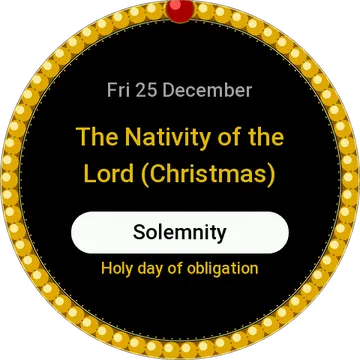 Fri 25 December
The Nativity of the
Lord (Christmas)
Solemnity
Holy day of obligation